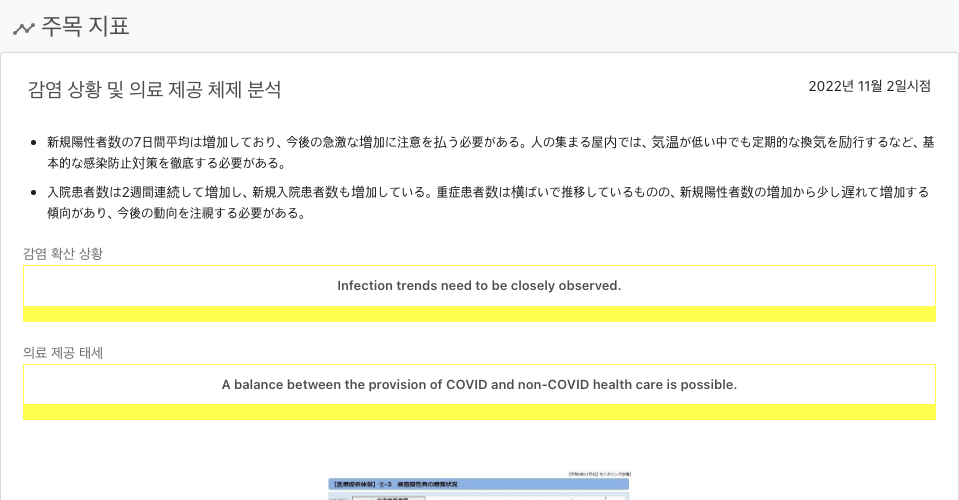 주목 지표
감염 상황 및 의료 제공 체제 분석
2022년 11월 2일시점
新規陽性者数の7日間平均は増加しており、今後の急激な増加に注意を払う必要がある。人の集まる屋内では、気温が低い中でも定期的な換気を励行するなど、基
本的な感染防止対策を徹底する必要がある。
入院患者数は2週間連続して増加し、新規入院患者数も増加している。重症患者数は横ばいで推移しているものの、新規陽性者数の増加から少し遅れて増加する
傾向があり、今後の動向を注視する必要がある。
감염 확산 상황
Infection trends need to be closely observed.
의료 제공 태세
A balance between the provision of COVID and non-COVID health care is possible.
【医療提供体制】⑤-3 検査陽性者の療養状況